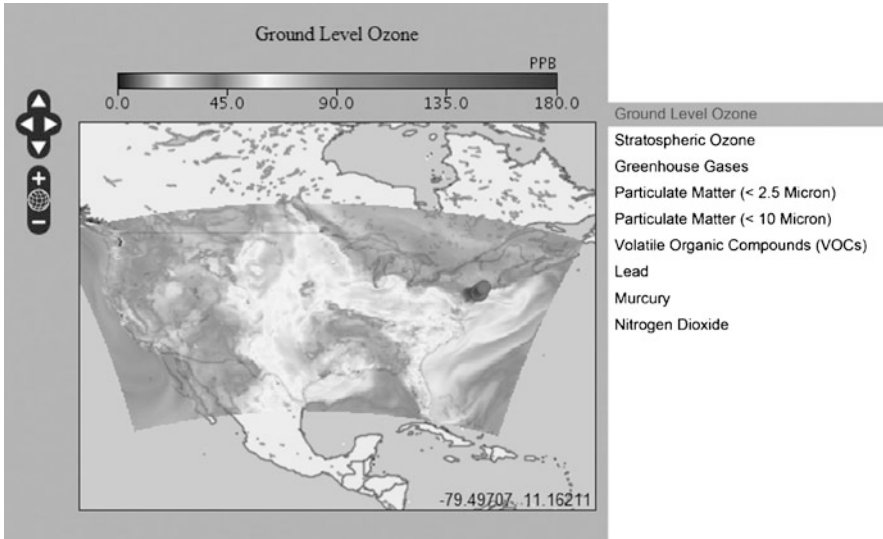 Ground Level Ozone
PPB
0.0 45.0 90.0 135.0 180.0
-79.49707, 11.16211
Ground Level Ozone
Stratospheric Ozone
Greenhouse Gases
Particulate Matter (< 2.5 Micron)
Particulate Matter (< 10 Micron)
Volatile Organic Compounds (VOCs)
Lead
Murcury
Nitrogen Dioxide